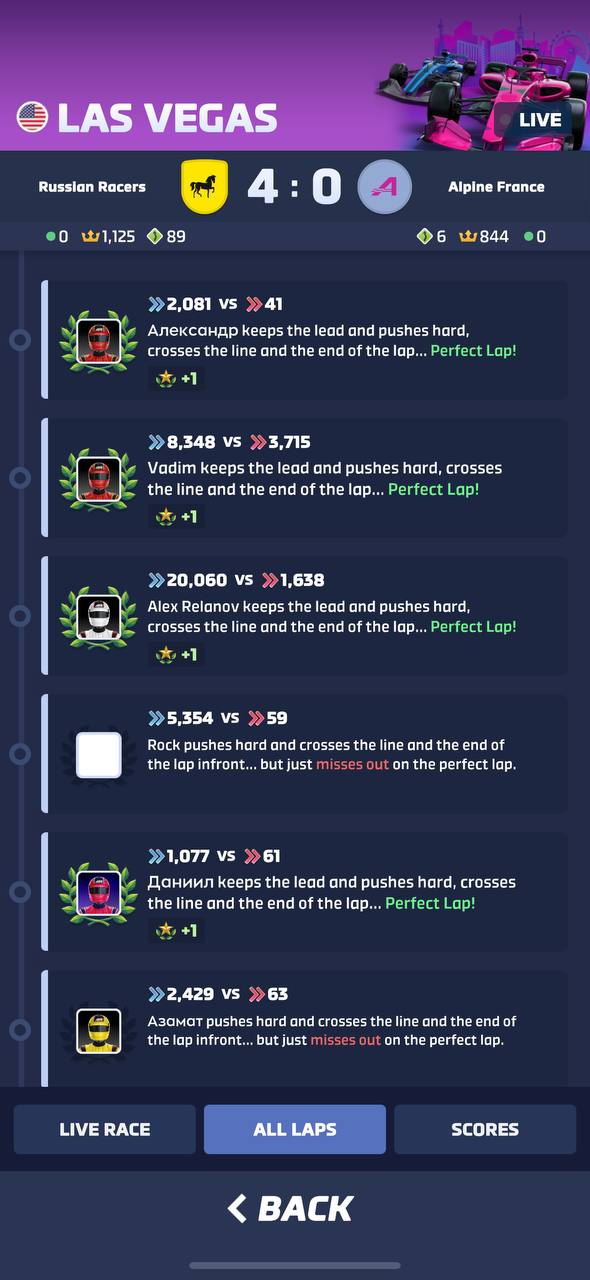 LAS VEGAS
LIVE
Russian Racers
4 : 0
Alpine France
0 1,125 89
6 844 0
2,081 VS 41
Александр keeps the lead and pushes hard,
crosses the line and the end of the lap... Perfect Lap!
+1
8,348 VS 3,715
Vadim keeps the lead and pushes hard, crosses
the line and the end of the lap... Perfect Lap!
+1
20,060 VS 1,638
Alex Relanov keeps the lead and pushes hard,
crosses the line and the end of the lap... Perfect Lap!
+1
5,354 VS 59
Rock pushes hard and crosses the line and the end of
the lap infront... but just misses out on the perfect lap.
1,077 VS 61
Даниил keeps the lead and pushes hard, crosses
the line and the end of the lap... Perfect Lap!
+1
2,429 VS 63
Азамат pushes hard and crosses the line and the end of
the lap infront... but just misses out on the perfect lap.
LIVE RACE
ALL LAPS
SCORES
BACK